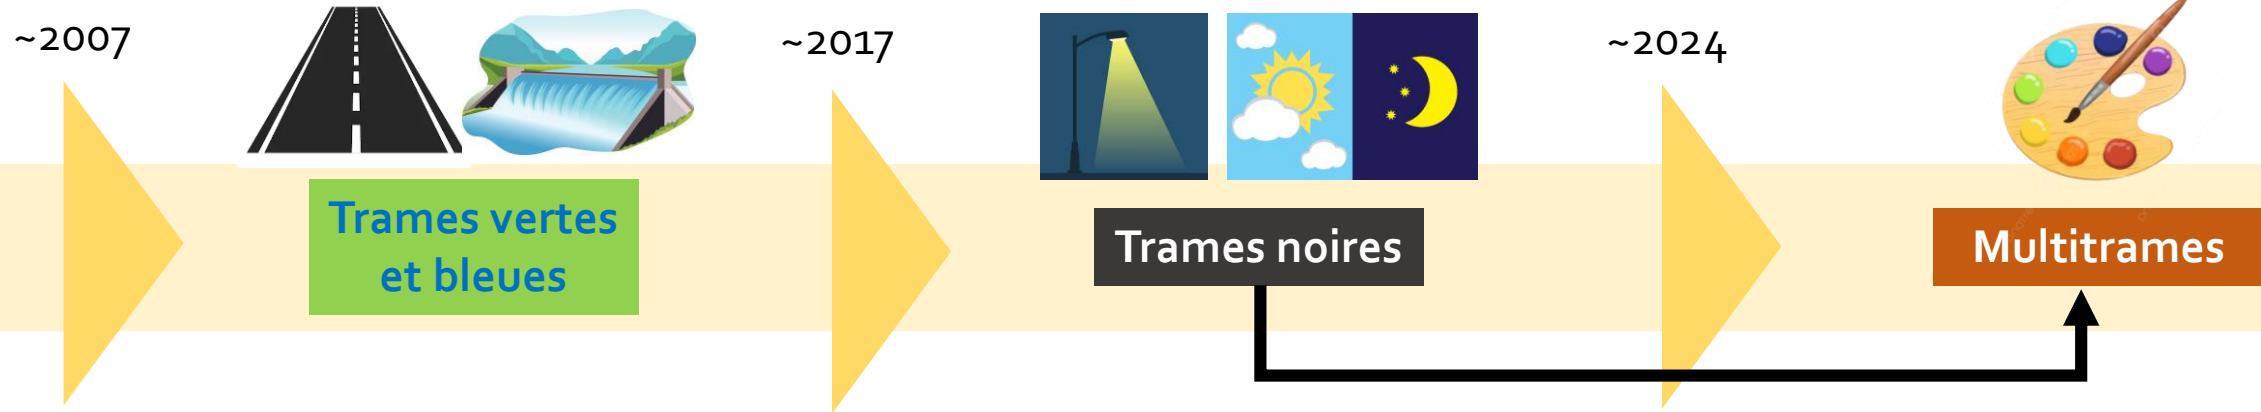 ~2007
~2017
~2024
Trames vertes
et bleues
Trames noires
Multitrames